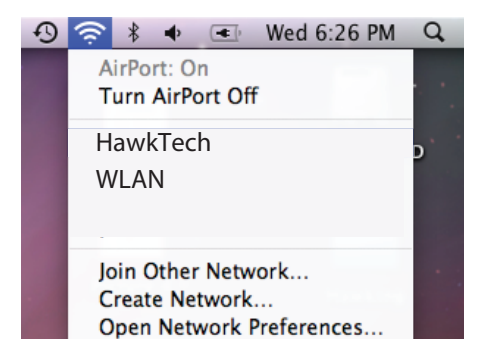 Wed 6:26 PM
AirPort: On
Turn AirPort Off
HawkTech
WLAN
D
Join Other Network...
Create Network...
Open Network Preferences...